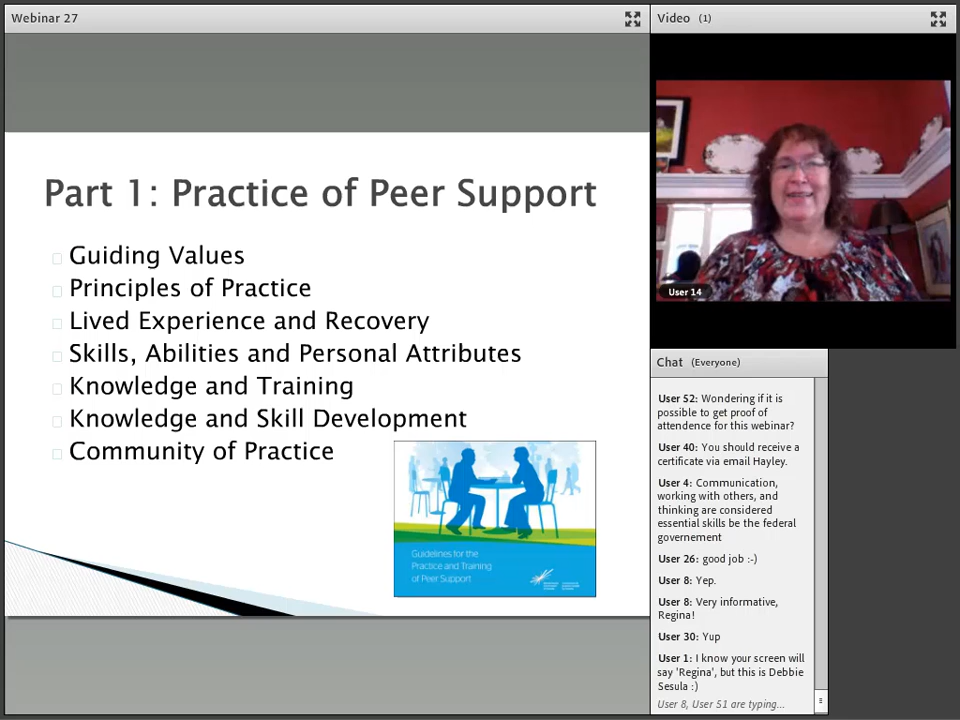 Webinar 27
Part 1: Practice of Peer Support
Guiding Values
Principles of Practice
Lived Experience and Recovery
Skills, Abilities and Personal Attributes
Knowledge and Training
Knowledge and Skill Development
Community of Practice
Guidelines for the
Practice and Training
of Peer Support
Video (1)
User 14
Chat (Everyone)
User 52: Wondering if it is
possible to get proof of
attendence for this webinar?
User 40: You should receive a
certificate via email Hayley.
User 4: Communication,
working with others, and
thinking are considered
essential skills be the federal
governement
User 26: good job :-)
User 8: Yep.
User 8: Very informative,
Regina!
User 30: Yup
User 1: I know your screen will
say 'Regina', but this is Debbie
Sesula :)
User 8, User 51 are typing...